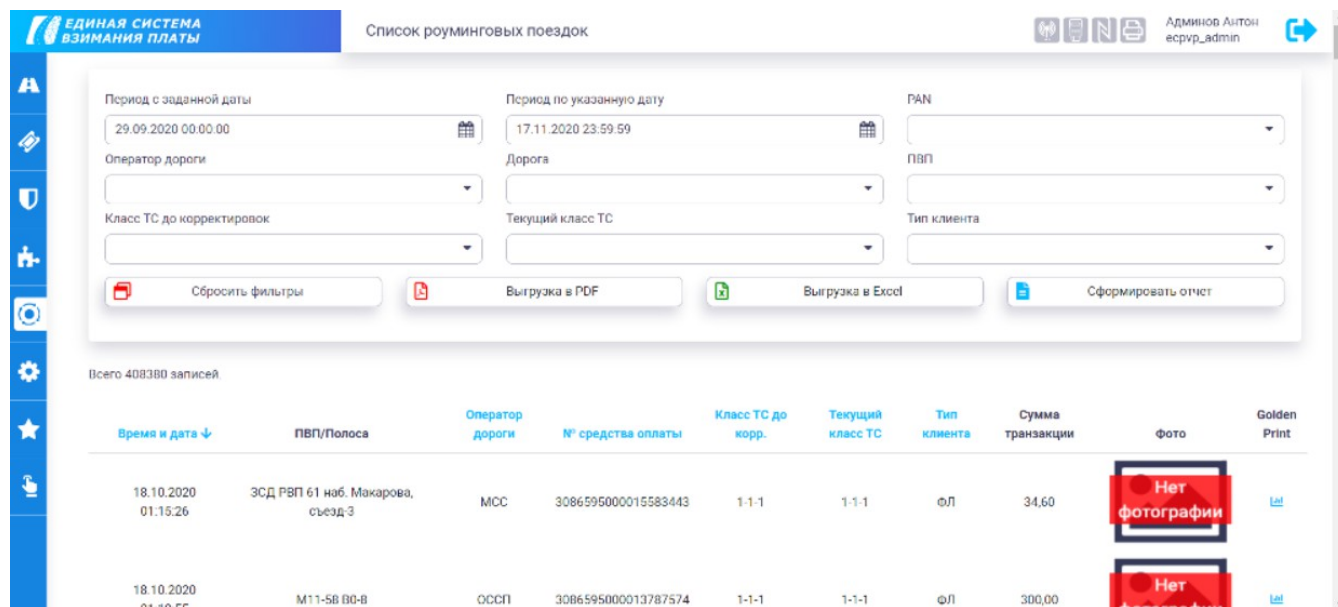 ЕДИНАЯ СИСТЕМА
ВЗИМАНИЯ ПЛАТЫ
Список роуминговых поездок
Админов Антон
ecpvp_admin
Период с заданной даты
Период по указанную дату
PAN
29.09.2020 00:00:00
17.11.2020 23:59:59
Оператор дороги
Дорога
ПВП
Класс ТС до корректировок
Текущий класс ТС
Тип клиента
Сбросить фильтры
Выгрузка в PDF
Выгрузка в Excel
Сформировать отчет
Всего 408380 записей.
Время и дата ПВП/Полоса Оператор дороги № средства оплаты Класс ТС до корр. Текущий класс ТС Тип клиента Сумма транзакции Фото Golden Print
18.10.2020 01:15:26 ЗСД РВП 61 наб. Макарова, съезд-3 МСС 3086595000015583443 1-1-1 1-1-1 ФЛ 34,60 Нет фотографии
18.10.2020 М11-58 В0-8 ОССП 3086595000013787574 1-1-1 1-1-1 ФЛ 300,00 Нет